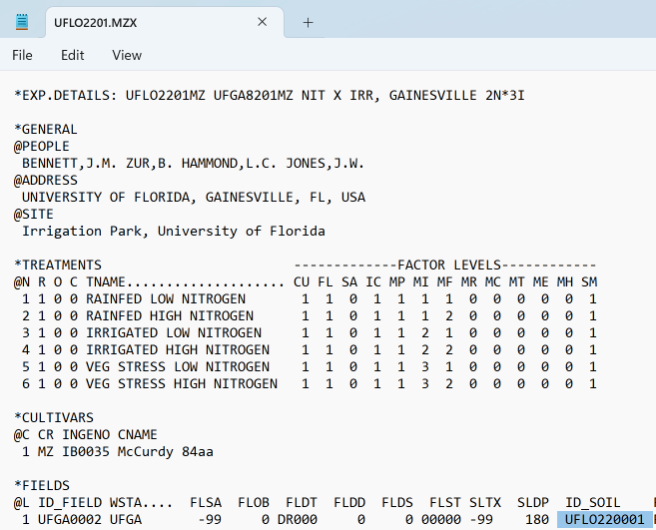 UFLO2201.MZX
File Edit View
*EXP.DETAILS: UFLO2201MZ UFGA8201MZ NIT X IRR, GAINESVILLE 2N*3I
*GENERAL
@PEOPLE
BENNETT,J.M. ZUR,B. HAMMOND,L.C. JONES,J.W.
@ADDRESS
UNIVERSITY OF FLORIDA, GAINESVILLE, FL, USA
@SITE
Irrigation Park, University of Florida
*TREATMENTS -------------FACTOR LEVELS------------
@N R O C TNAME.................... CU FL SA IC MP MI MF MR MC MT ME MH SM
1 1 0 0 RAINFED LOW NITROGEN 1 1 0 1 1 1 1 0 0 0 0 0 1
2 1 0 0 RAINFED HIGH NITROGEN 1 1 0 1 1 1 2 0 0 0 0 0 1
3 1 0 0 IRRIGATED LOW NITROGEN 1 1 0 1 1 2 1 0 0 0 0 0 1
4 1 0 0 IRRIGATED HIGH NITROGEN 1 1 0 1 1 2 2 0 0 0 0 0 1
5 1 0 0 VEG STRESS LOW NITROGEN 1 1 0 1 1 3 1 0 0 0 0 0 1
6 1 0 0 VEG STRESS HIGH NITROGEN 1 1 0 1 1 3 2 0 0 0 0 0 1
*CULTIVARS
@C CR INGENO CNAME
1 MZ IB0035 McCurdy 84aa
*FIELDS
@L ID_FIELD WSTA.... FLSA FLOB FLDT FLDD FLDS FLST SLTX SLDP ID_SOIL
1 UFGA0002 UFGA -99 0 DR000 0 0 00000 -99 180 UFLO220001